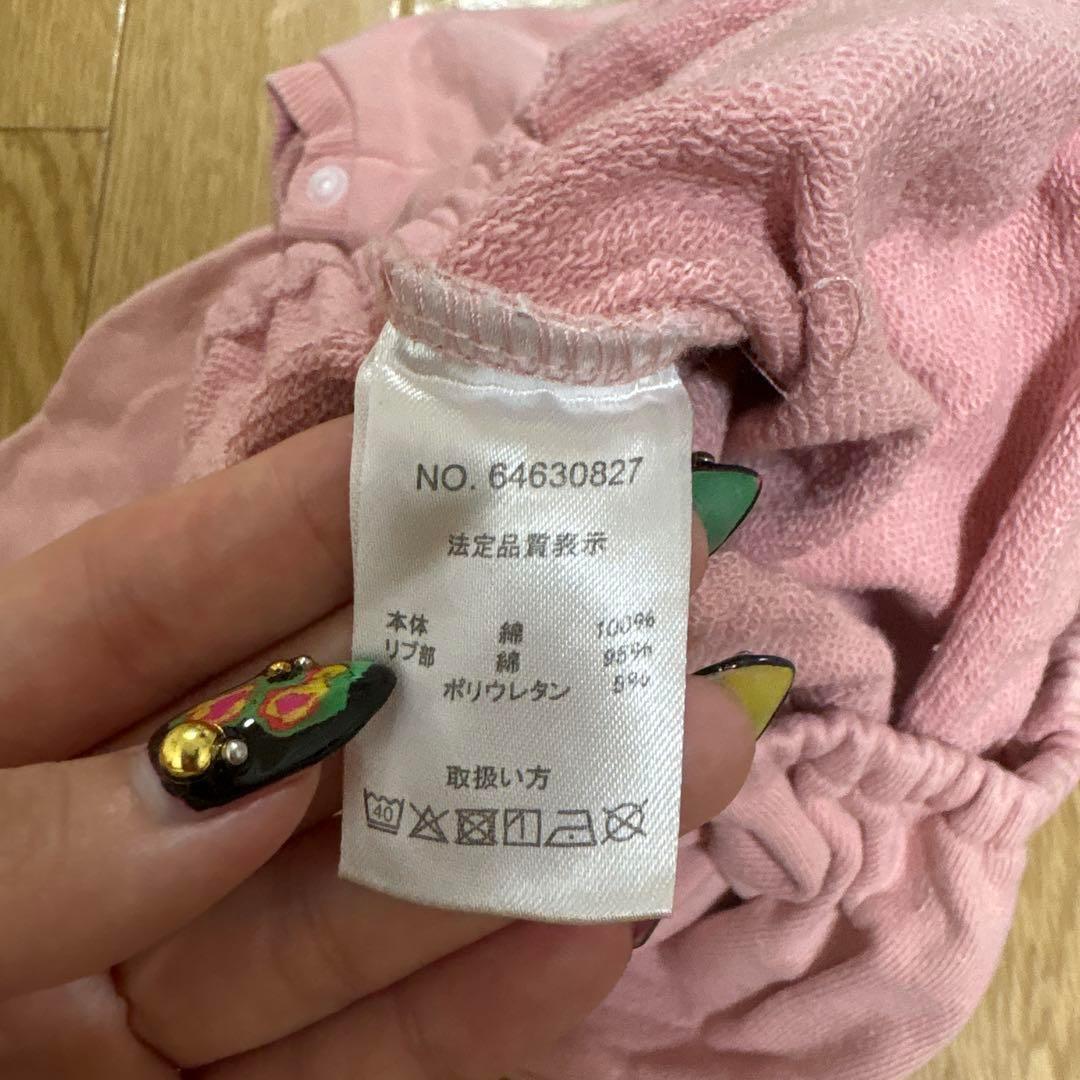 NO. 64630827
法定品質表示
本体 綿 100%
リブ部 綿 95%
ポリウレタン 5%
取扱い方
40